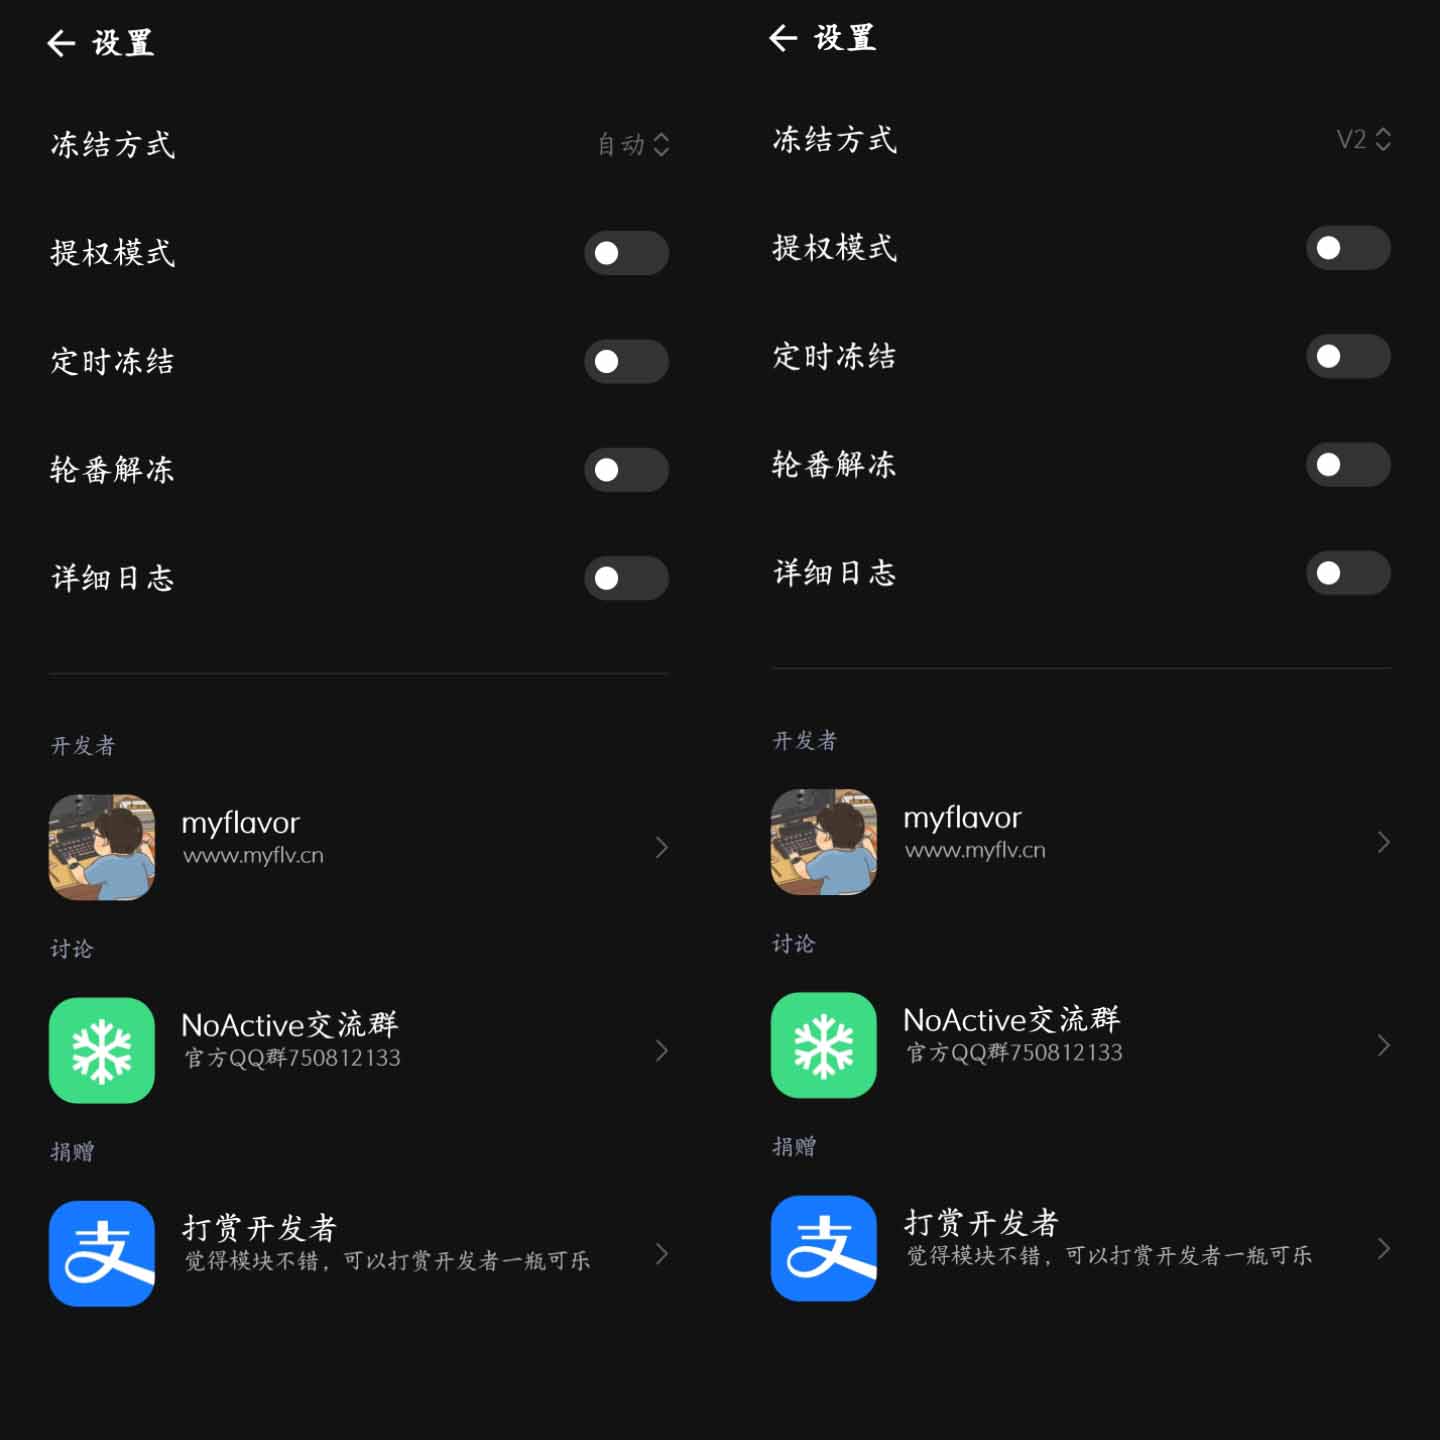 设置
冻结方式
自动
提权模式
定时冻结
轮番解冻
详细日志
开发者
myflavor
www.myflv.cn
讨论
NoActive交流群
官方QQ群750812133
捐赠
支
打赏开发者
觉得模块不错，可以打赏开发者一瓶可乐
设置
冻结方式
V2
提权模式
定时冻结
轮番解冻
详细日志
开发者
myflavor
www.myflv.cn
讨论
NoActive交流群
官方QQ群750812133
捐赠
支
打赏开发者
觉得模块不错，可以打赏开发者一瓶可乐